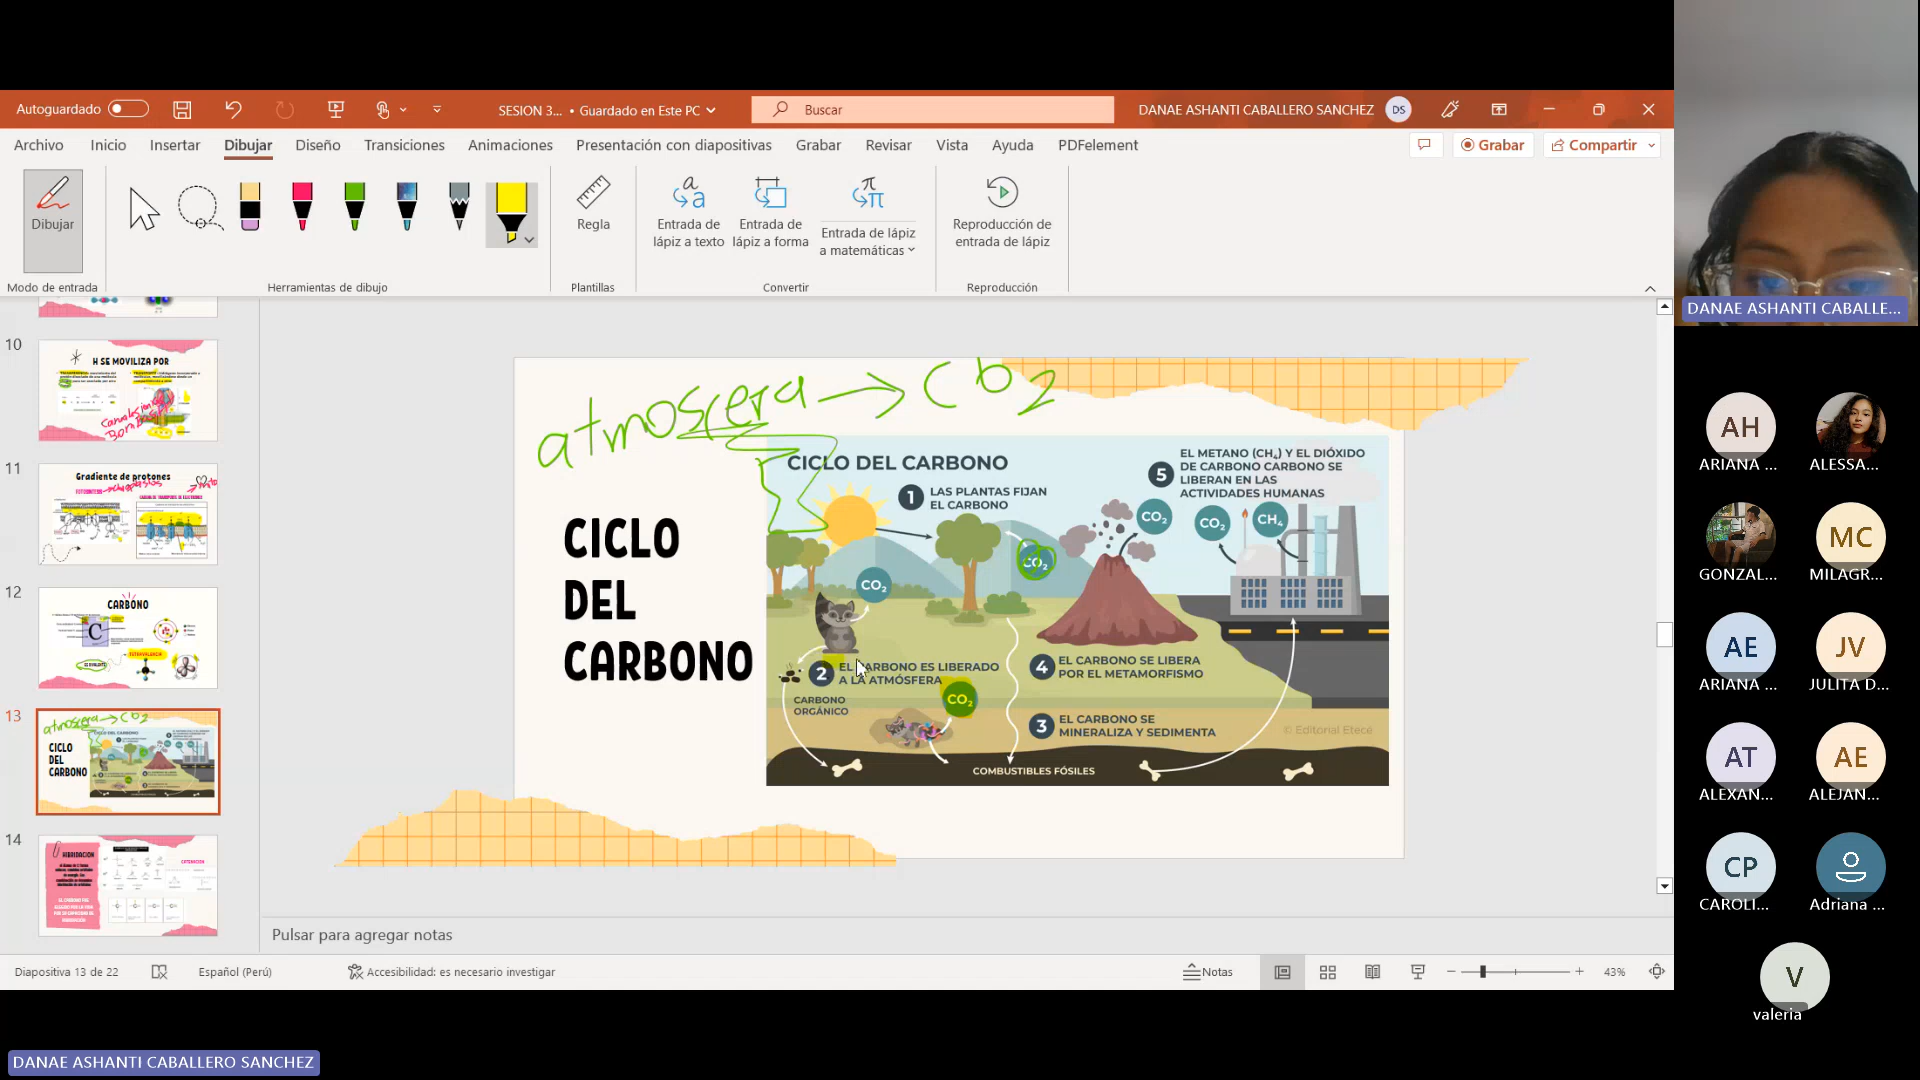 Autoguardado
SESION 3... • Guardado en Este PC
Buscar
DANAE ASHANTI CABALLERO SANCHEZ
DS
Archivo
Inicio
Insertar
Dibujar
Diseño
Transiciones
Animaciones
Presentación con diapositivas
Grabar
Revisar
Vista
Ayuda
PDFelement
Grabar
Compartir
Dibujar
Modo de entrada
Herramientas de dibujo
Regla
Plantillas
Entrada de
lápiz a texto
Entrada de
lápiz a forma
Entrada de lápiz
a matemáticas
Convertir
Reproducción de
entrada de lápiz
Reproducción
10
H SE MOVILIZA POR
11
Gradiente de protones
12
CARBONO
C
TETRAVALENCIA
13
atmosfera → CO2
CICLO
DEL
CARBONO
14
HIBRIDACION
atmosfera → CO2
CICLO
DEL
CARBONO
CICLO DEL CARBONO
1
LAS PLANTAS FIJAN
EL CARBONO
5
EL METANO (CH₄) Y EL DIÓXIDO
DE CARBONO CARBONO SE
LIBERAN EN LAS
ACTIVIDADES HUMANAS
CO₂
CO₂
CH₄
CO₂
CO₂
2
EL CARBONO ES LIBERADO
A LA ATMÓSFERA
CO₂
CARBONO
ORGÁNICO
4
EL CARBONO SE LIBERA
POR EL METAMORFISMO
3
EL CARBONO SE
MINERALIZA Y SEDIMENTA
© Editorial Etecé
COMBUSTIBLES FÓSILES
Pulsar para agregar notas
Diapositiva 13 de 22
Español (Perú)
Accesibilidad: es necesario investigar
Notas
43%
DANAE ASHANTI CABALLE...
AH
ARIANA ...
ALESSA...
GONZAL...
MC
MILAGR...
AE
ARIANA ...
JV
JULITA D...
AT
ALEXAN...
AE
ALEJAN...
CP
CAROLI...
Adriana ...
V
valeria
DANAE ASHANTI CABALLERO SANCHEZ